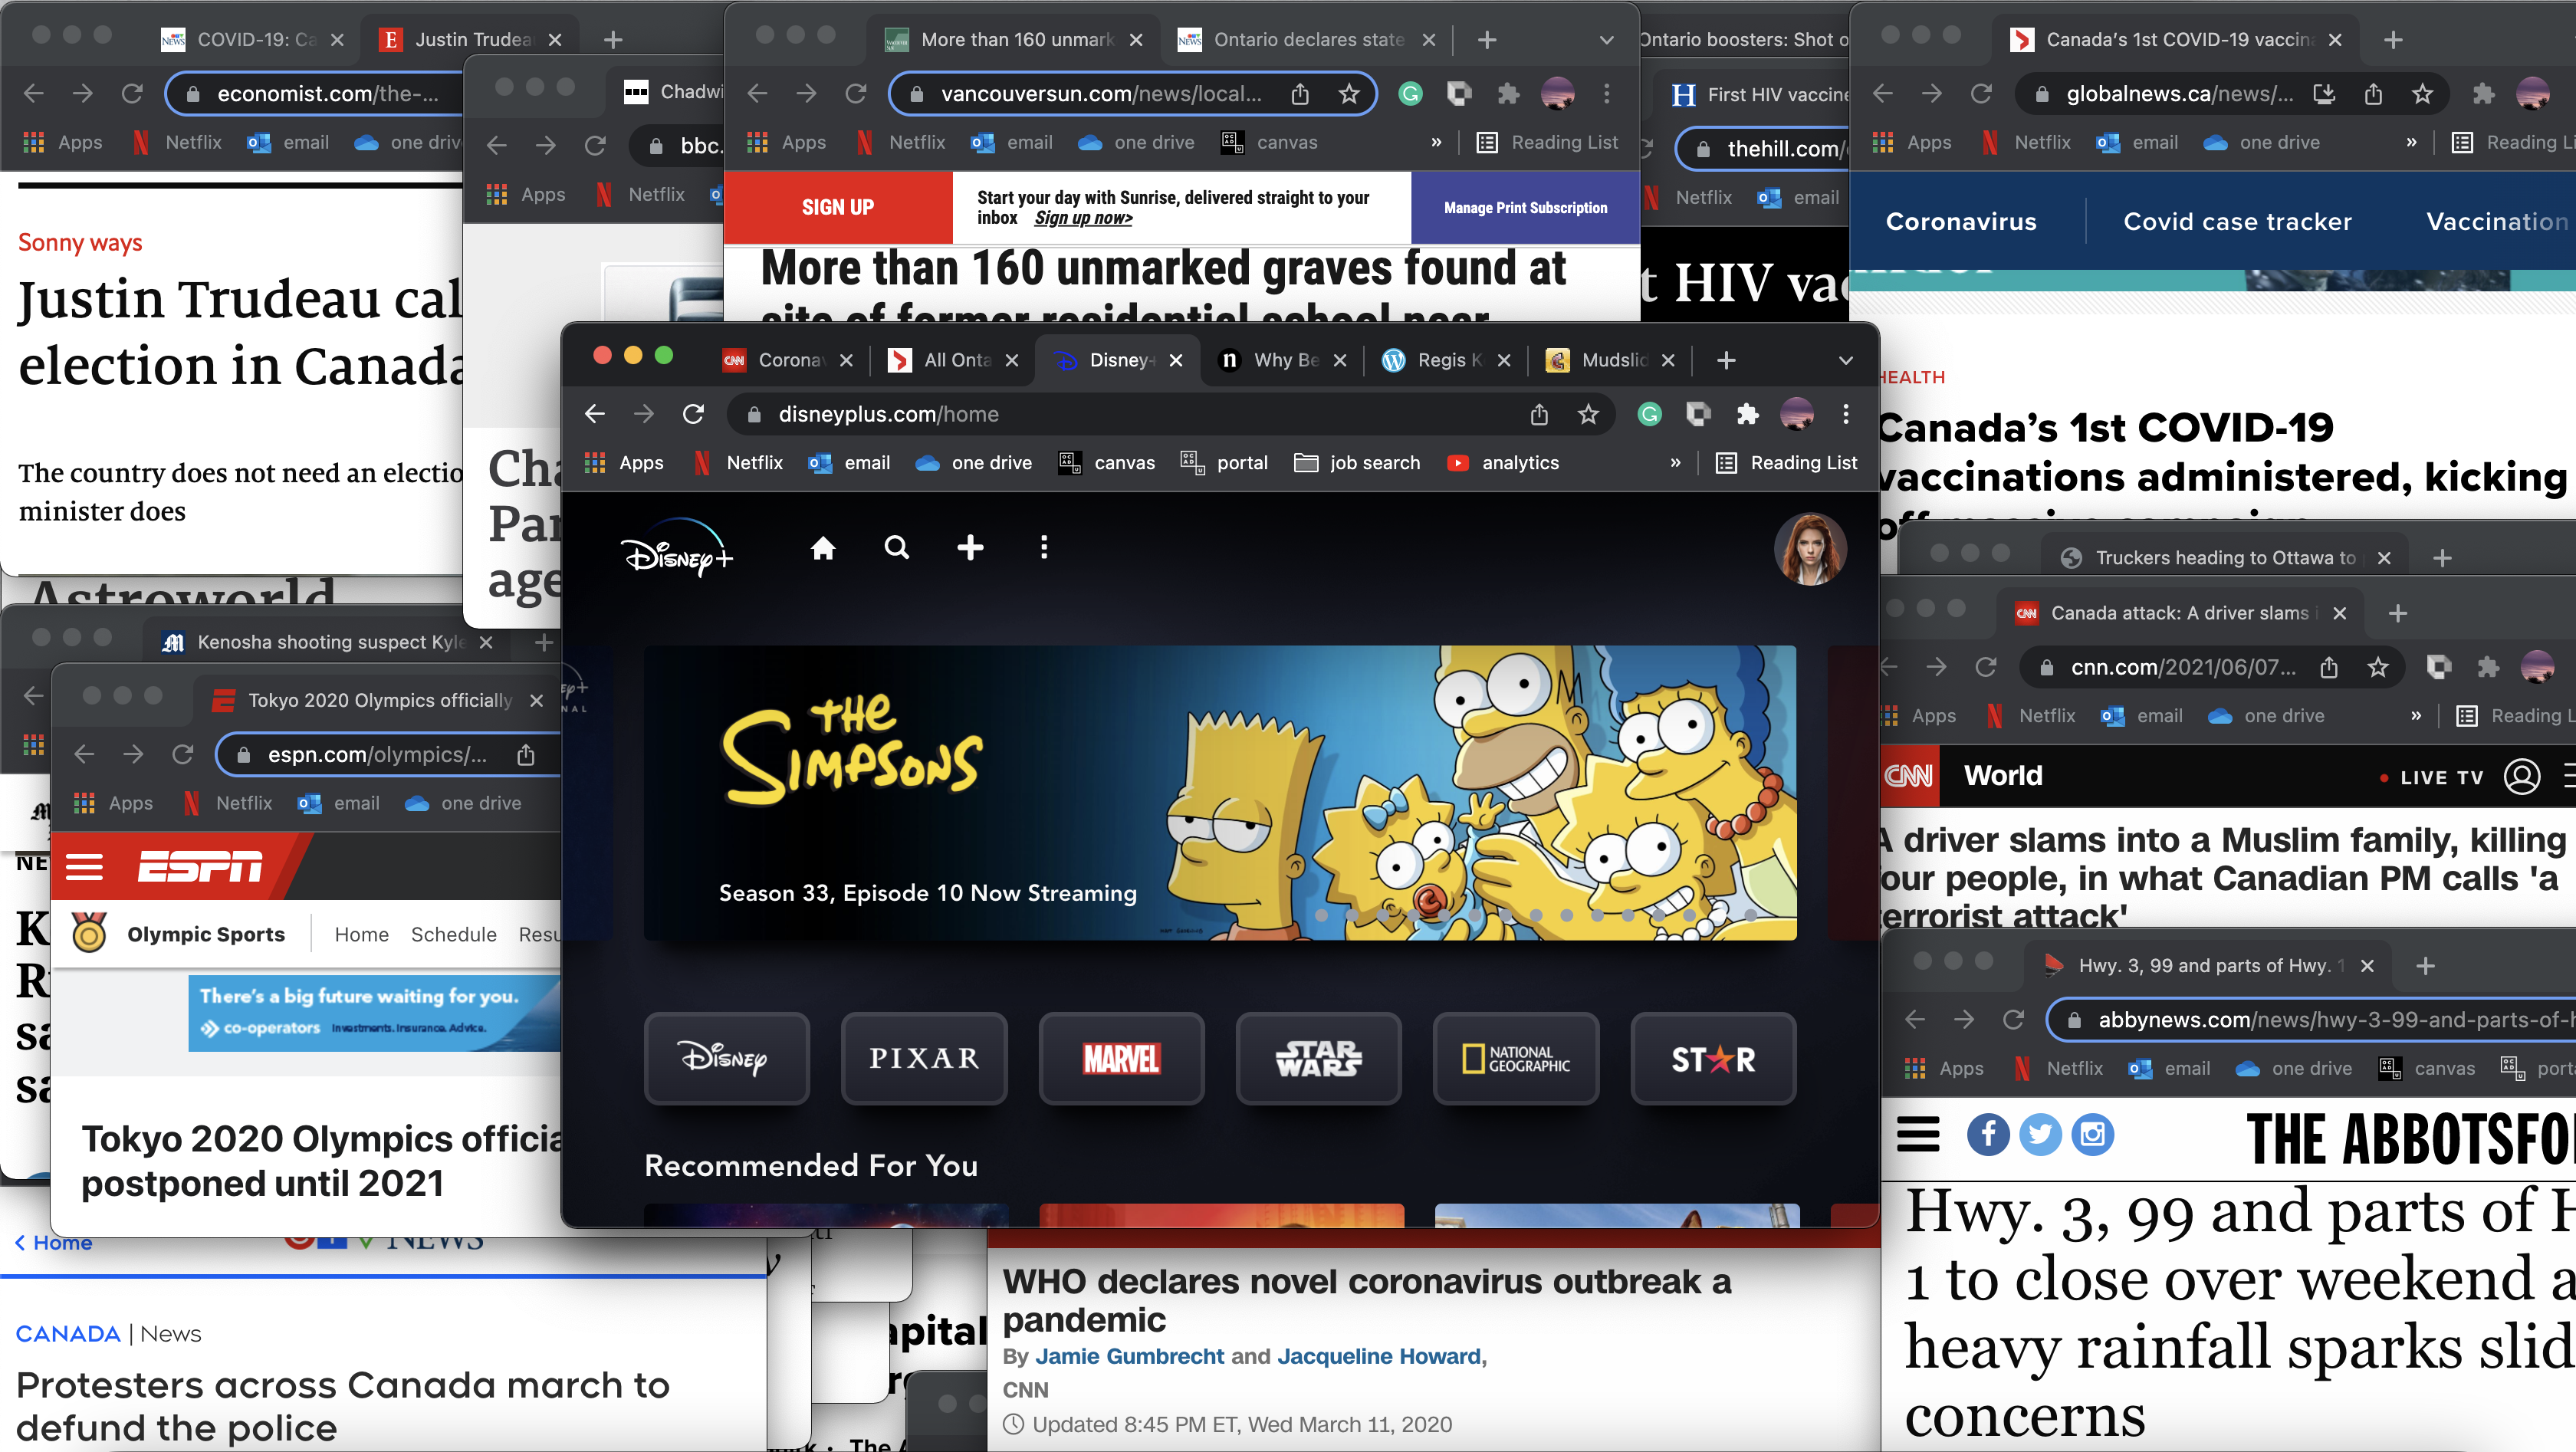 COVID-19: Ca
Justin Trudea
economist.com/the-...
Apps
Netflix
email
one driv
Sonny ways
Justin Trudeau cal
election in Canada
The country does not need an electio
minister does
Astroworld
Chadwi
bbc.
Apps
Netflix
Cha
Par
age
More than 160 unmark
Ontario declares state
vancouversun.com/news/local...
Apps
Netflix
email
one drive
canvas
»
Reading List
SIGN UP
Start your day with Sunrise, delivered straight to your
inbox Sign up now>
Manage Print Subscription
More than 160 unmarked graves found at
site of former residential school near
Ontario boosters: Shot o
First HIV vaccine
thehill.com/
Netflix
email
t HIV vac
Canada's 1st COVID-19 vaccin
globalnews.ca/news/...
Apps
Netflix
email
one drive
»
Reading Li
Coronavirus
Covid case tracker
Vaccination
HEALTH
Canada's 1st COVID-19
vaccinations administered, kicking
off massive campaign
Truckers heading to Ottawa to
Canada attack: A driver slams i
cnn.com/2021/06/07...
Apps
Netflix
email
one drive
»
Reading L
CNN
World
LIVE TV
A driver slams into a Muslim family, killing
four people, in what Canadian PM calls 'a
terrorist attack'
Hwy. 3, 99 and parts of Hwy. 1
abbynews.com/news/hwy-3-99-and-parts-of-h
Apps
Netflix
email
one drive
canvas
port
THE ABBOTSFO
Hwy. 3, 99 and parts of H
1 to close over weekend a
heavy rainfall sparks slid
concerns
Corona
All Onta
Disney+
Why Be
Regis K
Mudslid
disneyplus.com/home
Apps
Netflix
email
one drive
canvas
portal
job search
analytics
»
Reading List
Disney+
THE
SIMPSONS
Season 33, Episode 10 Now Streaming
Disney
PIXAR
MARVEL
STAR
WARS
NATIONAL
GEOGRAPHIC
STAR
Recommended For You
Kenosha shooting suspect Kyle
NE
K
R
sa
sa
Tokyo 2020 Olympics officially
espn.com/olympics/...
Apps
Netflix
email
one drive
ESPN
Olympic Sports
Home
Schedule
Resu
There's a big future waiting for you.
co-operators
Investments. Insurance. Advice.
Tokyo 2020 Olympics officia
postponed until 2021
Home
NEWS
CANADA | News
Protesters across Canada march to
defund the police
apital
The A
WHO declares novel coronavirus outbreak a
pandemic
By Jamie Gumbrecht and Jacqueline Howard,
CNN
Updated 8:45 PM ET, Wed March 11, 2020